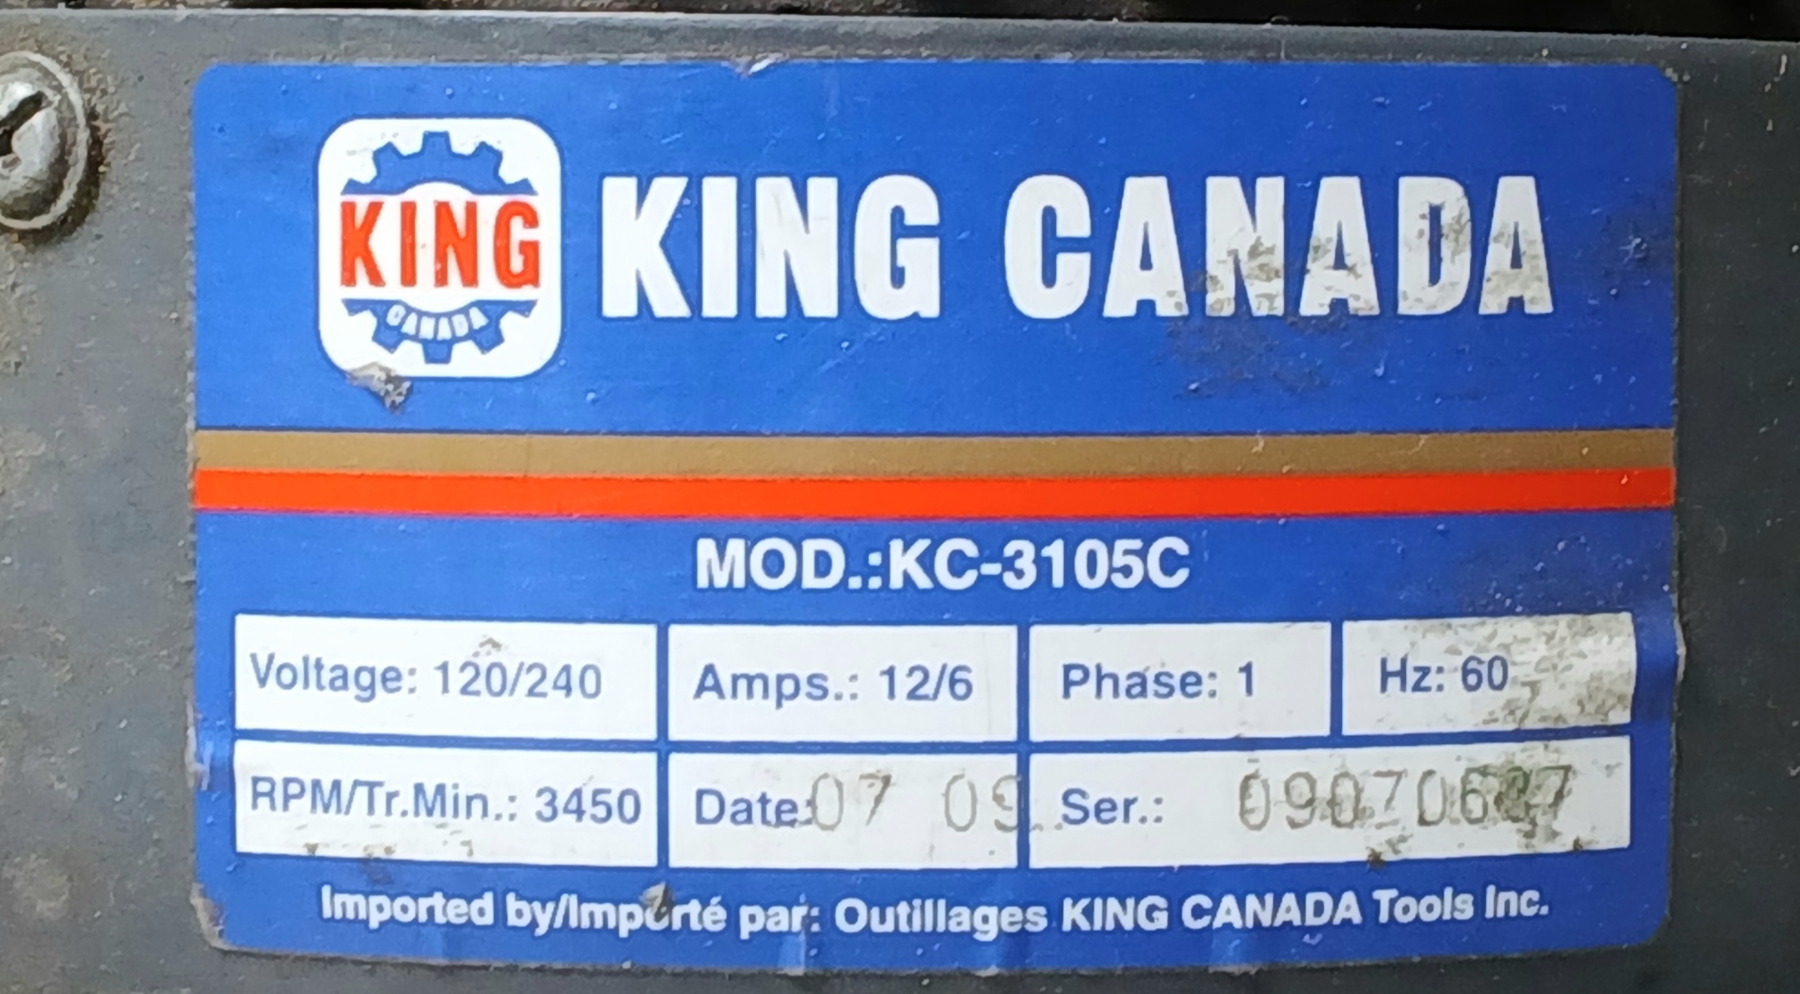 KING
CANADA
KING CANADA
MOD.:KC-3105C
Voltage: 120/240 Amps.: 12/6 Phase: 1 Hz: 60
RPM/Tr.Min.: 3450 Date: 07 09 Ser.:
Imported by/Importé par: Outillages KING CANADA Tools Inc.